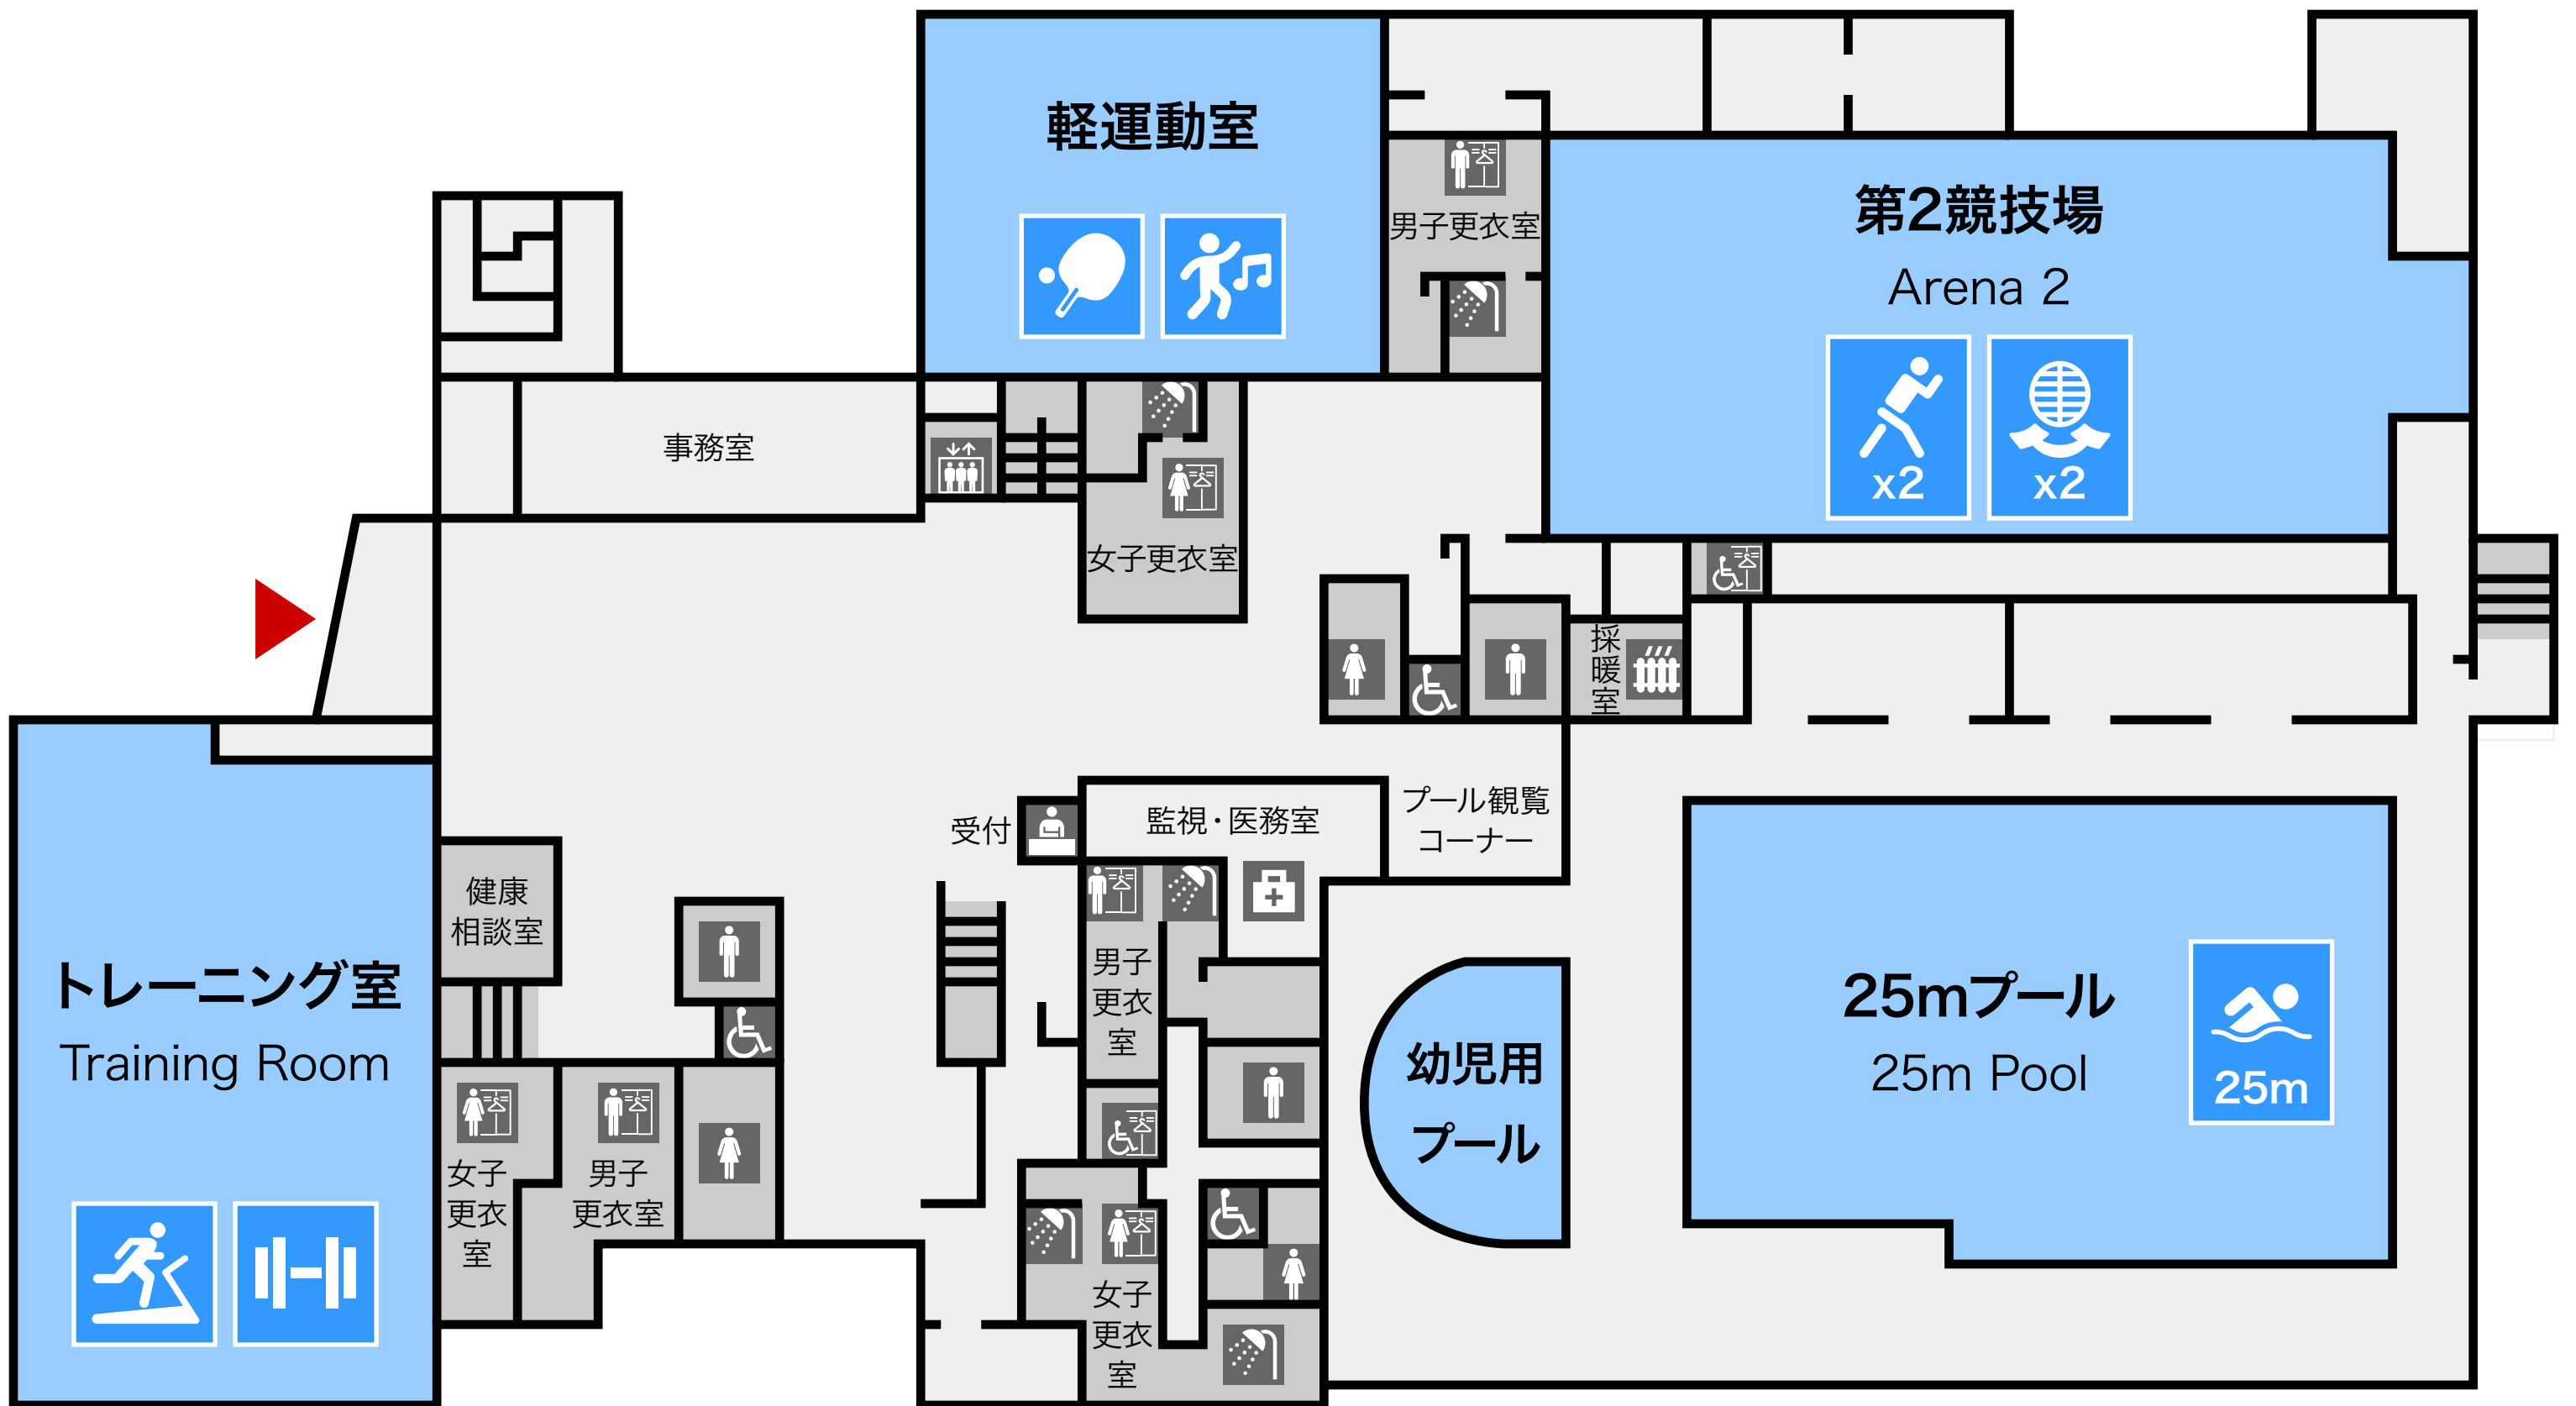 軽運動室
男子更衣室
第2競技場
Arena 2
x2
x2
事務室
女子更衣室
採暖室
受付
監視・医務室
プール観覧
コーナー
健康
相談室
トレーニング室
Training Room
男子
更衣
室
25mプール
25m Pool
25m
幼児用
プール
女子
更衣
室
男子
更衣室
女子
更衣
室